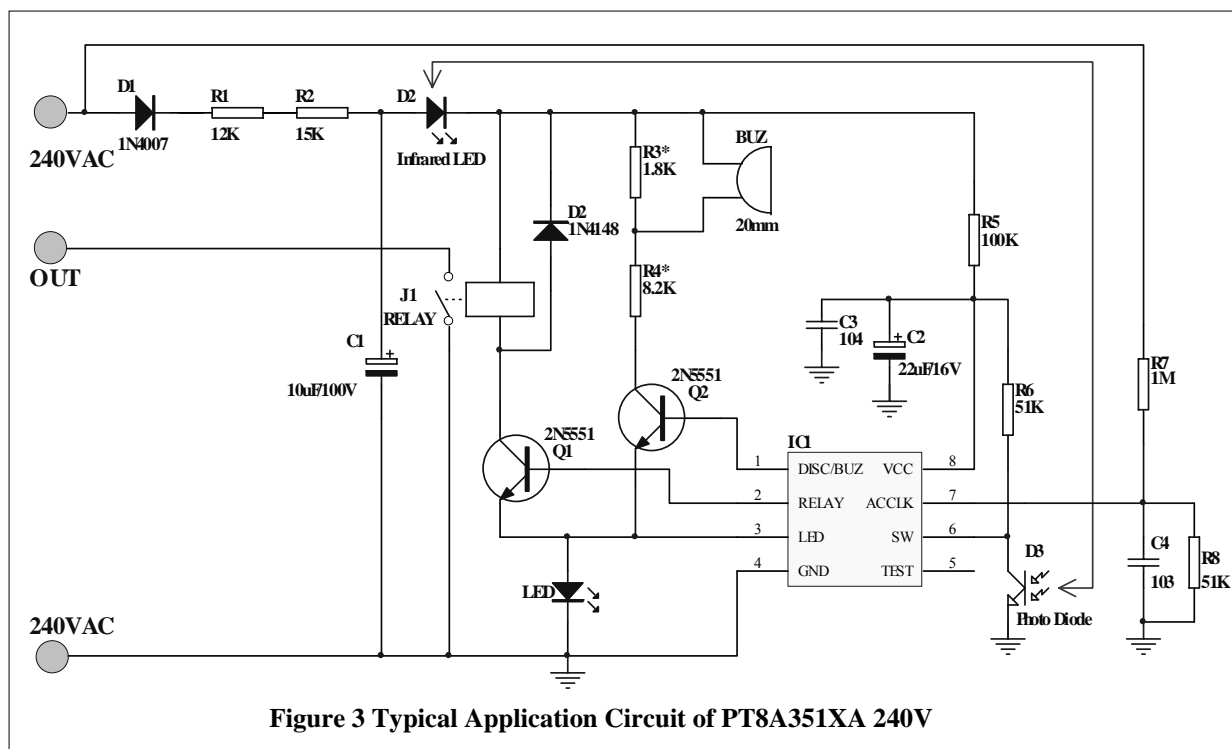 D1
1N4007
R1
12K
R2
15K
D2
Infrared LED
240VAC
OUT
J1
RELAY
D2
1N4148
R3*
1.8K
R4*
8.2K
BUZ
20mm
R5
100K
C3
104
+
C2
22uF/16V
C1
+
10uF/100V
R6
51K
R7
1M
2N5551
Q2
2N5551
Q1
IC1
1 DISC/BUZ VCC 8
2 RELAY ACCLK 7
3 LED SW 6
4 GND TEST 5
D3
Photo Diode
C4
103
R8
51K
LED
240VAC
Figure 3 Typical Application Circuit of PT8A351XA 240V